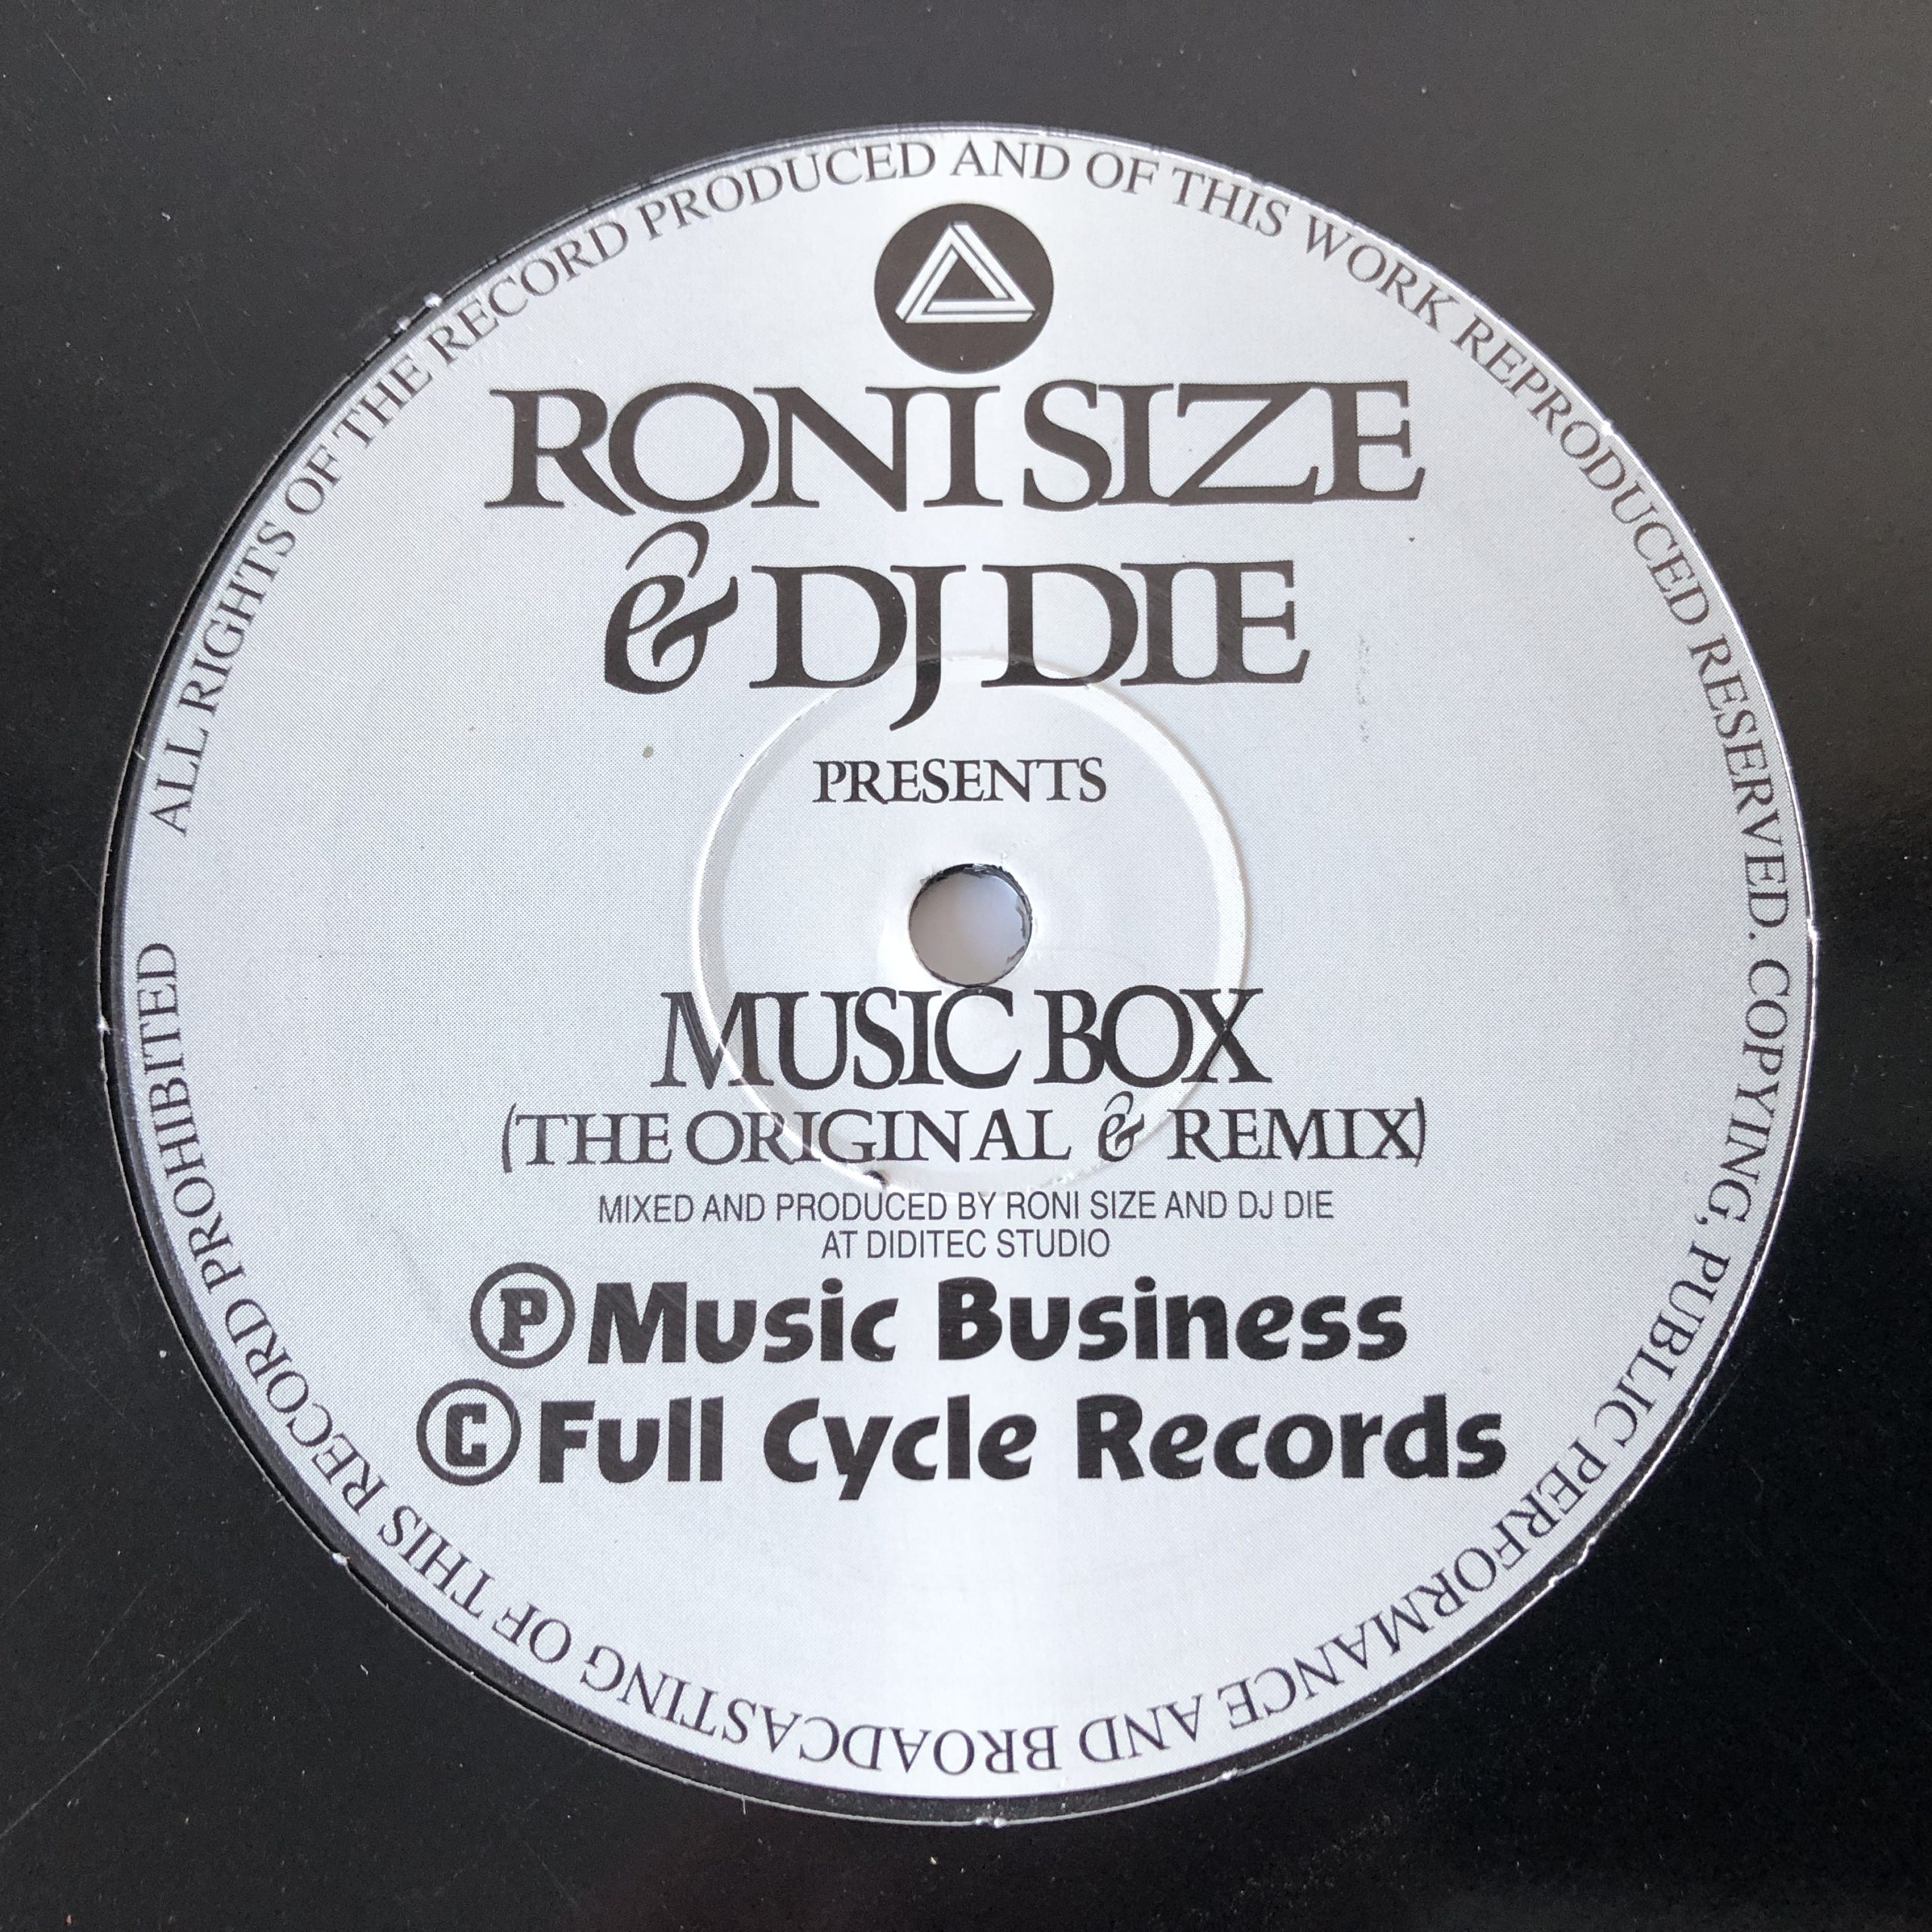 ALL RIGHTS OF THE RECORD PRODUCED AND OF THIS WORK REPRODUCED RESERVED. COPYING, PUBLIC PERFORMANCE AND BROADCASTING OF THIS RECORD PROHIBITED
RONI SIZE
& DJ DIE
PRESENTS
MUSIC BOX
(THE ORIGINAL & REMIX)
MIXED AND PRODUCED BY RONI SIZE AND DJ DIE
AT DIDITEC STUDIO
Ⓟ Music Business
© Full Cycle Records